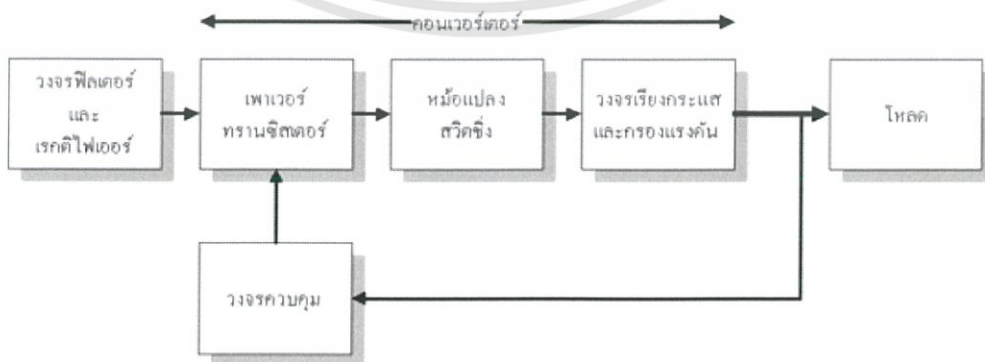 คอนเวอร์เตอร์
วงจรฟิลเตอร์
และ
เรกติไฟเออร์
เพาเวอร์
ทรานซิสเตอร์
หม้อแปลง
สวิตชิ่ง
วงจรเรียงกระแส
และกรองแรงดัน
โหลด
วงจรควบคุม